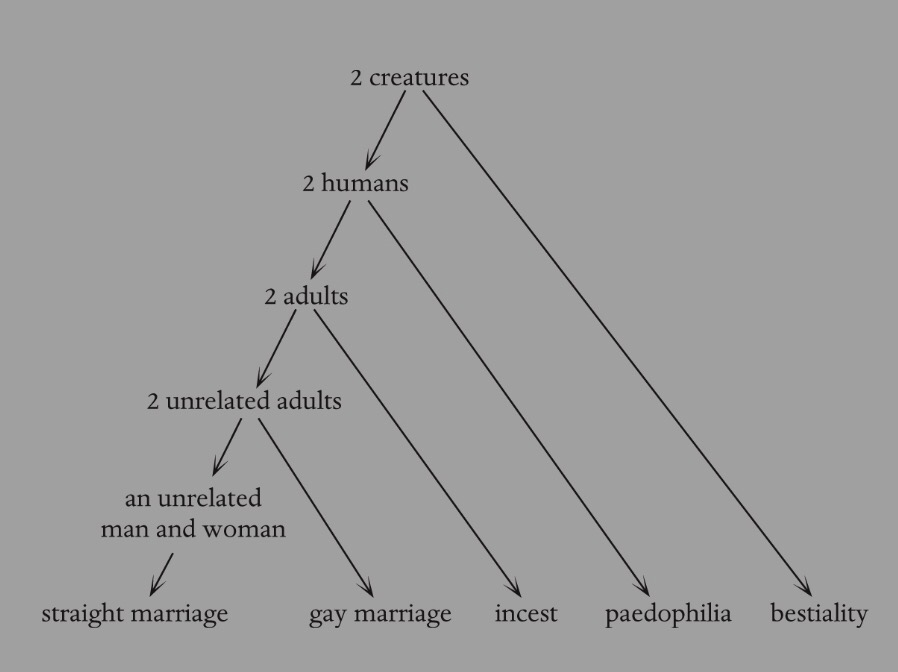 2 creatures
2 humans
2 adults
2 unrelated adults
an unrelated
man and woman
straight marriage
gay marriage
incest
paedophilia
bestiality